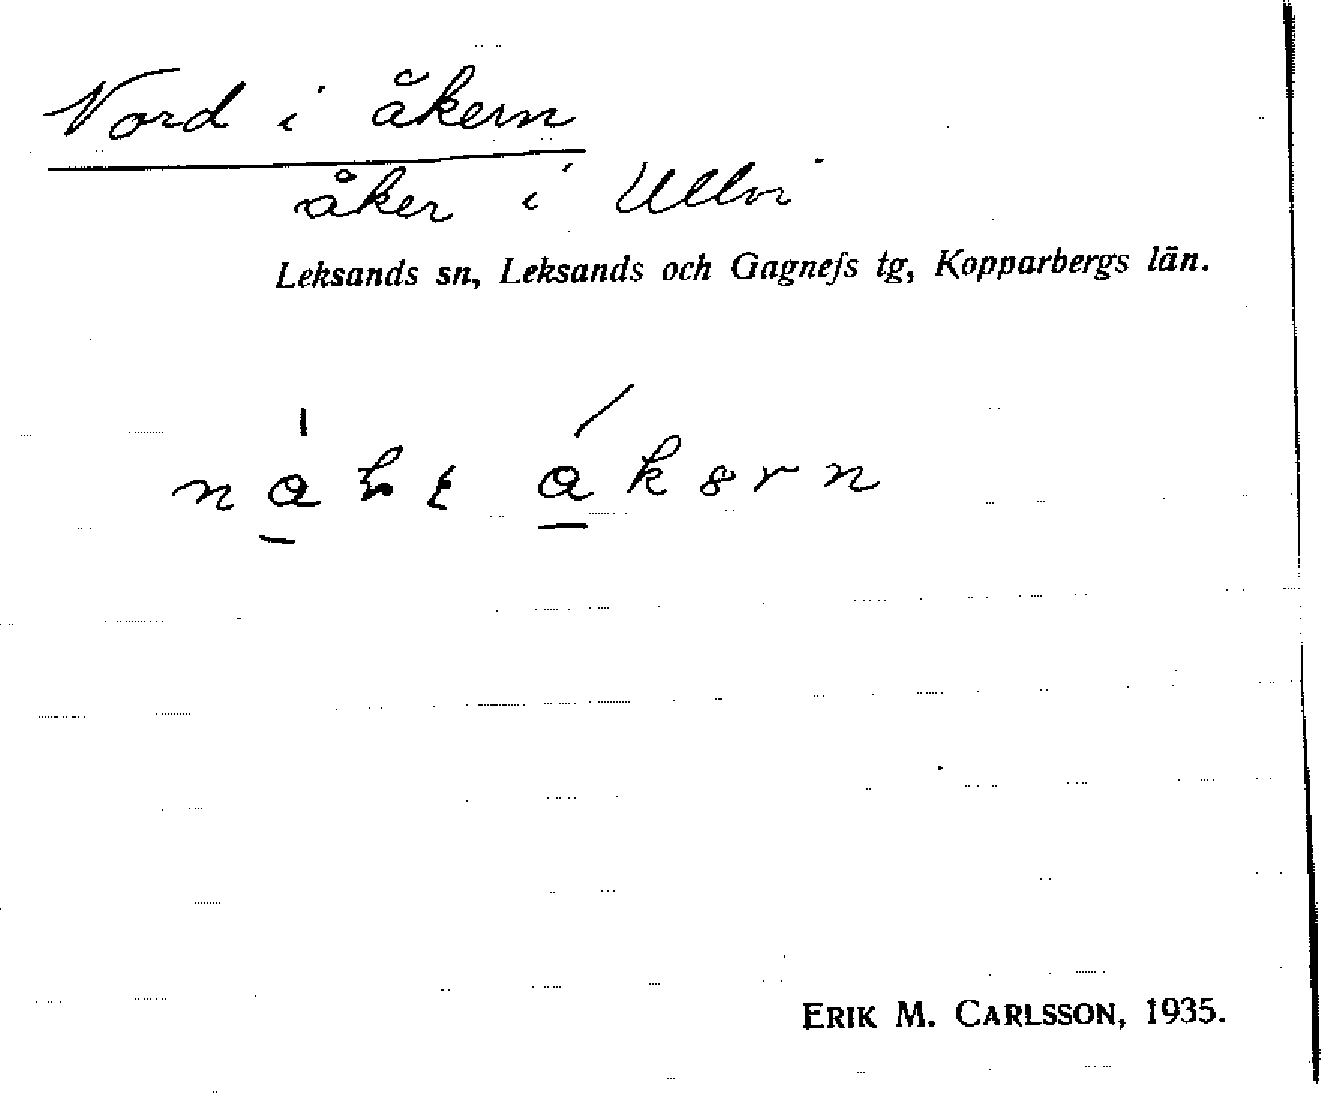 Nord i åkern
åker i Ullvi
Leksands sn, Leksands och Gagnefs tg, Kopparbergs län.
ERIK M. CARLSSON, 1935.